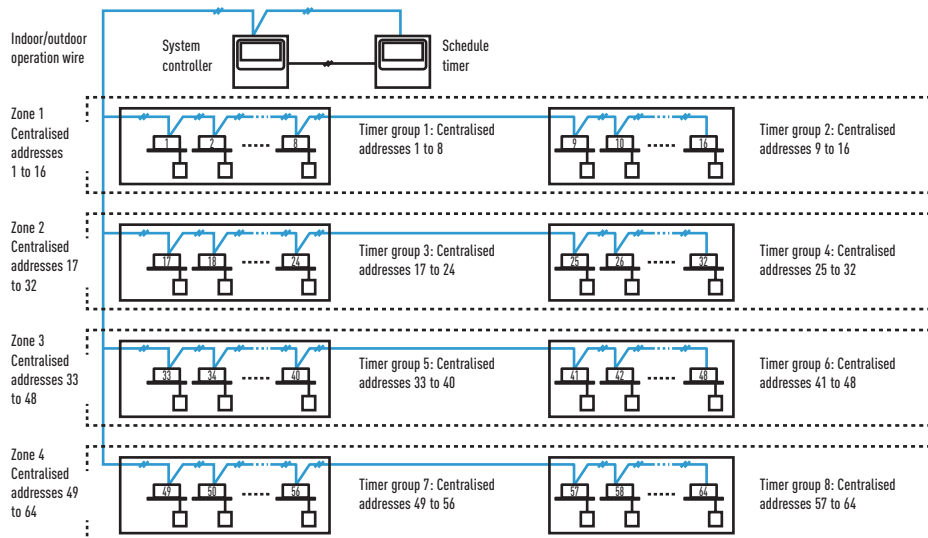 Indoor/outdoor
operation wire
System
controller
Schedule
timer
Zone 1
Centralised
addresses
1 to 16
1 2 8
Timer group 1: Centralised
addresses 1 to 8
9 10 16
Timer group 2: Centralised
addresses 9 to 16
Zone 2
Centralised
addresses 17
to 32
17 18 24
Timer group 3: Centralised
addresses 17 to 24
25 26 32
Timer group 4: Centralised
addresses 25 to 32
Zone 3
Centralised
addresses 33
to 48
33 34 40
Timer group 5: Centralised
addresses 33 to 40
41 42 48
Timer group 6: Centralised
addresses 41 to 48
Zone 4
Centralised
addresses 49
to 64
49 50 56
Timer group 7: Centralised
addresses 49 to 56
57 58 64
Timer group 8: Centralised
addresses 57 to 64